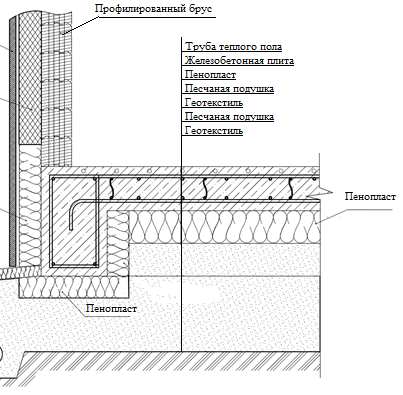 Профилированный брус
Труба теплого пола
Железобетонная плита
Пенопласт
Песчаная подушка
Геотекстиль
Песчаная подушка
Геотекстиль
Пенопласт
Пенопласт